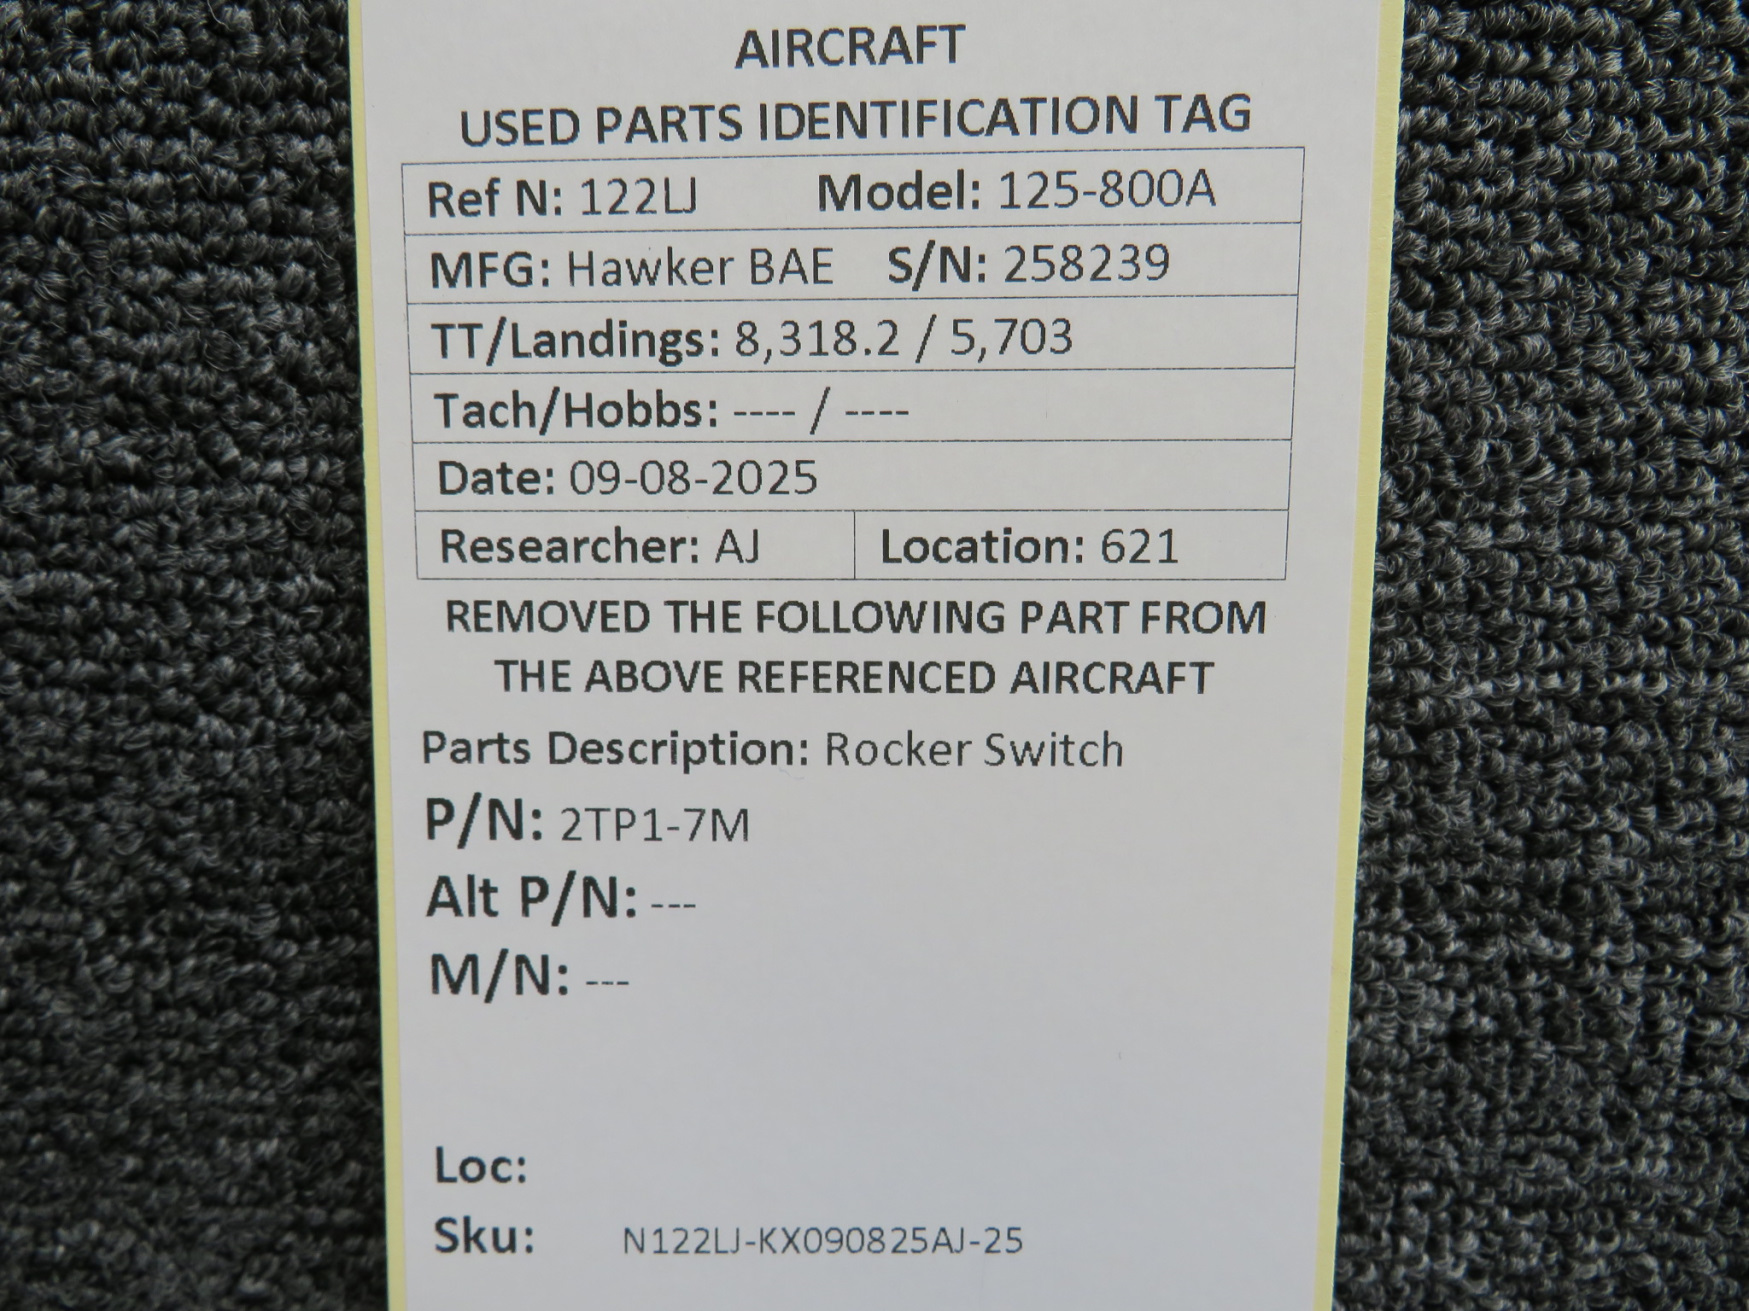 AIRCRAFT
USED PARTS IDENTIFICATION TAG
Ref N: 122LJ Model: 125-800A
MFG: Hawker BAE S/N: 258239
TT/Landings: 8,318.2 / 5,703
Tach/Hobbs: ---- / ----
Date: 09-08-2025
Researcher: AJ Location: 621
REMOVED THE FOLLOWING PART FROM
THE ABOVE REFERENCED AIRCRAFT
Parts Description: Rocker Switch
P/N: 2TP1-7M
Alt P/N: ---
M/N: ---
Loc:
Sku: N122LJ-KX090825AJ-25